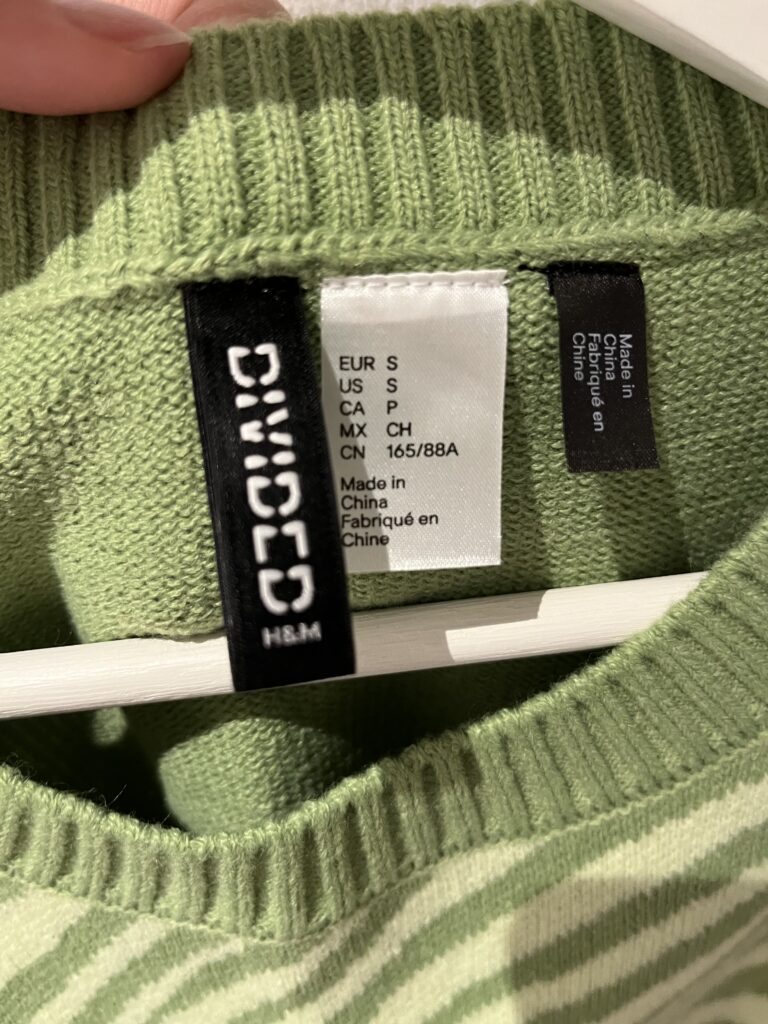 DIVIDED
H&M
EUR S
US S
CA P
MX CH
CN 165/88A
Made in
China
Fabriqué en
Chine
Made in
China
Fabriqué en
Chine